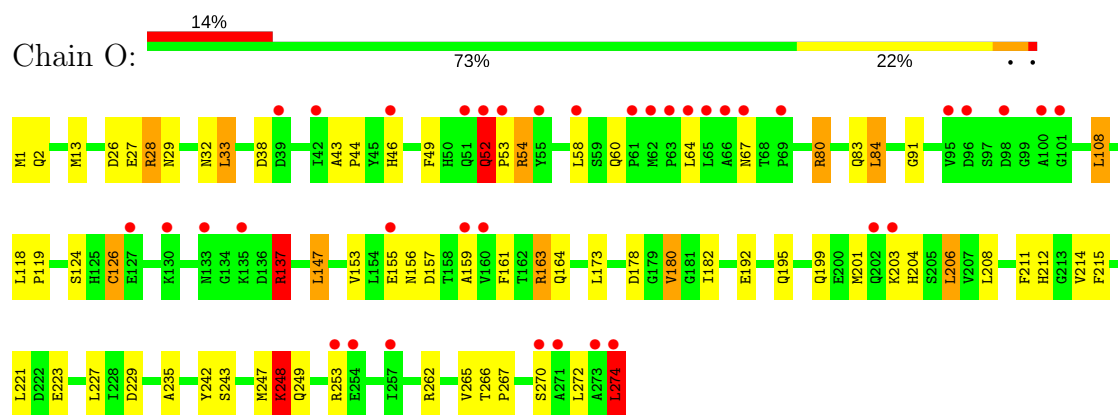 14%
Chain O:
73% 22% • •
M1 Q2 M13 D26 E27 R28 N29 N32 L33 D38 D39 I42 A43 P44 Y45 H46 F49 H50 Q51 Q52 P53 R54 Y55 L58 S59 Q60 P61 M62 P63 L64 L65 A66 N67 T68 P69 R80 Q83 L84 G91 Y95 D96 S97 D98 G99 A100 G101 L108
L118 P119 S124 H125 C126 E127 K130 N133 G134 K135 D136 R137 L147 V153 L154 E155 N156 D157 T158 A159 V160 F161 T162 R163 Q164 L173 D178 G179 V180 G181 I182 E192 Q195 Q199 E200 M201 Q202 K203 H204 S205 L206 V207 L208 F211 H212 G213 V214 F215
L221 D222 E223 L227 I228 D229 A235 Y242 S243 M247 K248 Q249 R253 E254 I257 R262 V265 T266 P267 S270 A271 L272 A273 L274